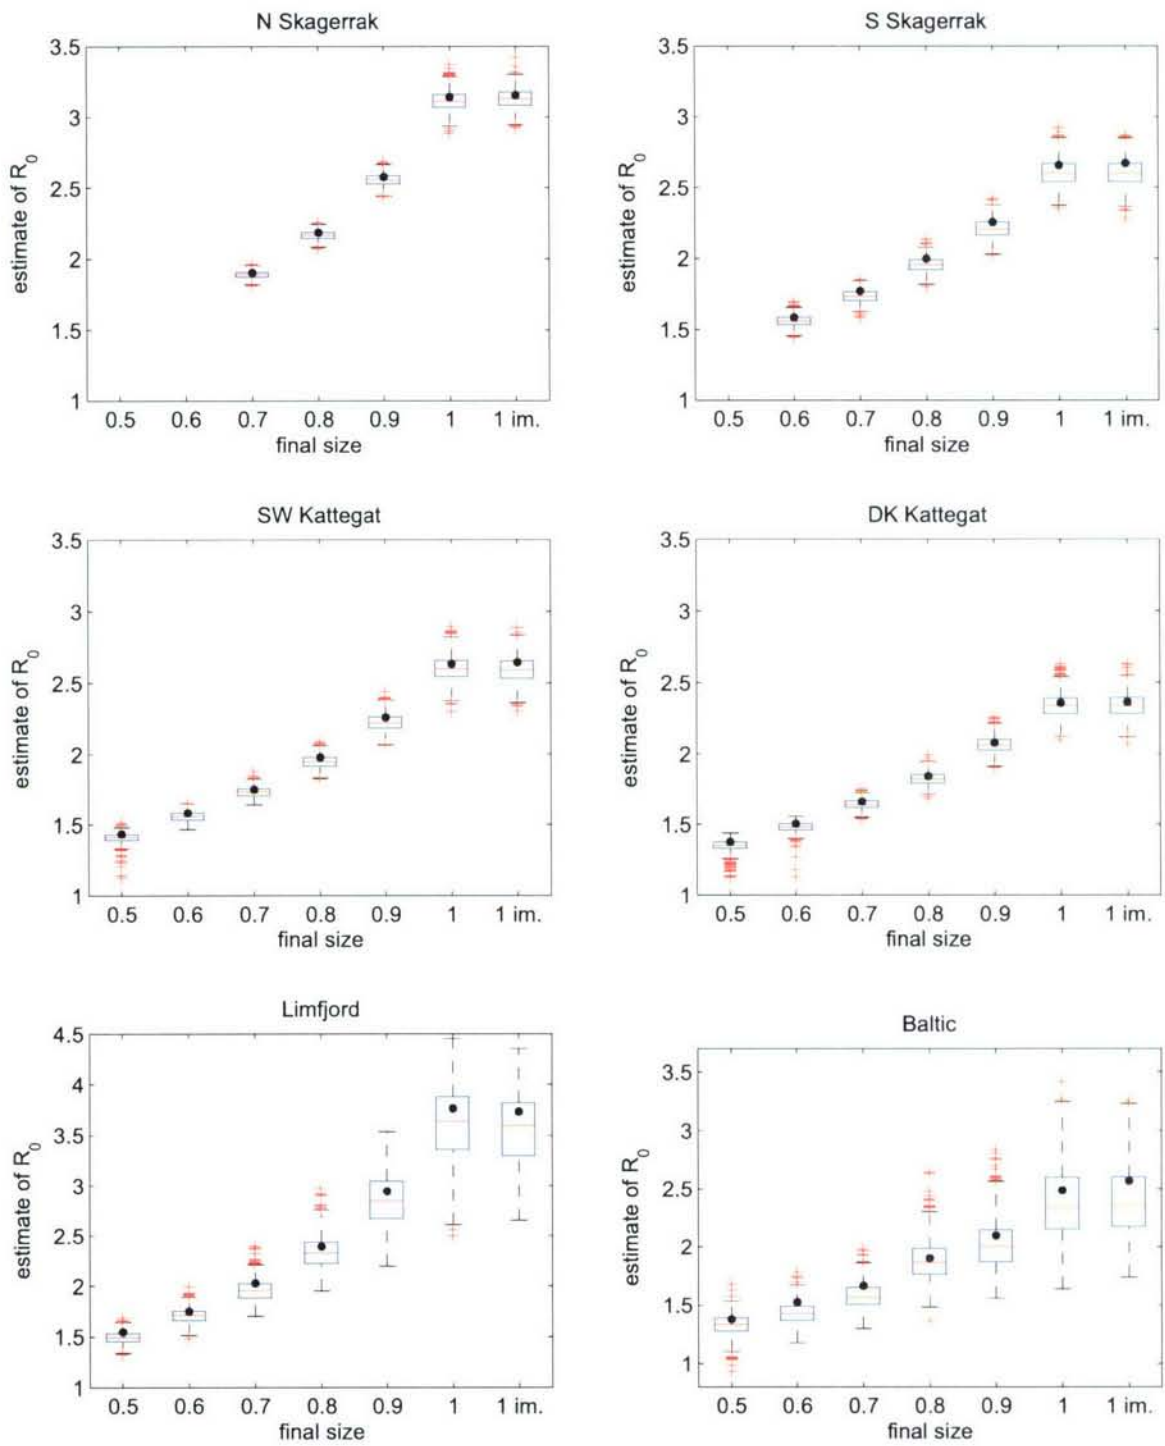 N Skagerrak
3.5
3
2.5
2
1.5
1
estimate of R0
0.5 0.6 0.7 0.8 0.9 1 1 im.
final size
S Skagerrak
3.5
3
2.5
2
1.5
1
estimate of R0
0.5 0.6 0.7 0.8 0.9 1 1 im.
final size
SW Kattegat
3.5
3
2.5
2
1.5
1
estimate of R0
0.5 0.6 0.7 0.8 0.9 1 1 im.
final size
DK Kattegat
3.5
3
2.5
2
1.5
1
estimate of R0
0.5 0.6 0.7 0.8 0.9 1 1 im.
final size
Limfjord
4.5
4
3.5
3
2.5
2
1.5
1
estimate of R0
0.5 0.6 0.7 0.8 0.9 1 1 im.
final size
Baltic
3.5
3
2.5
2
1.5
1
estimate of R0
0.5 0.6 0.7 0.8 0.9 1 1 im.
final size